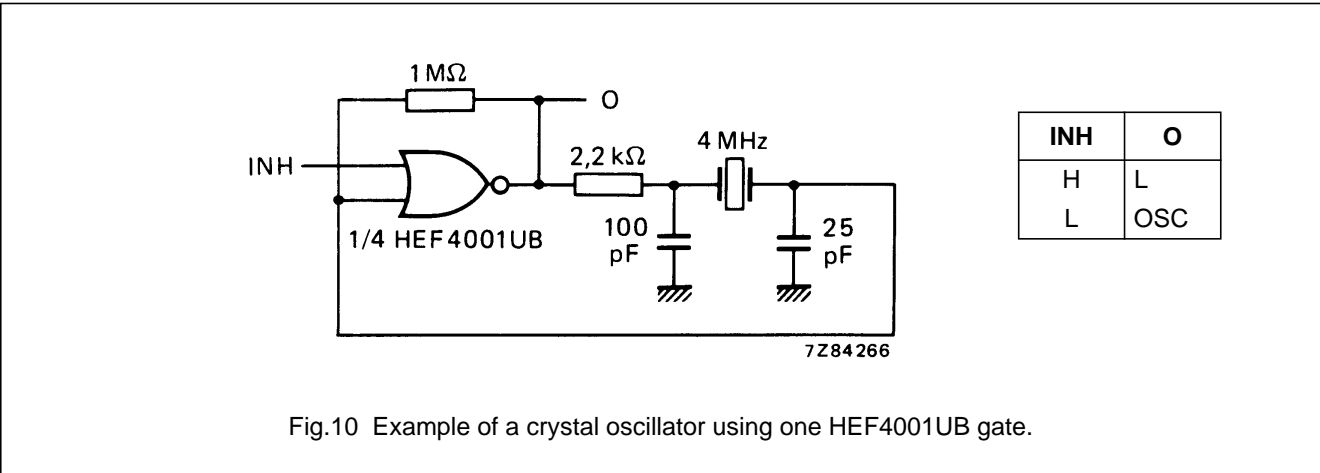 1 MΩ
O
INH
2,2 kΩ
4 MHz
1/4 HEF4001UB
100
pF
25
pF
7Z84266
INH O
H L
L OSC
Fig.10 Example of a crystal oscillator using one HEF4001UB gate.